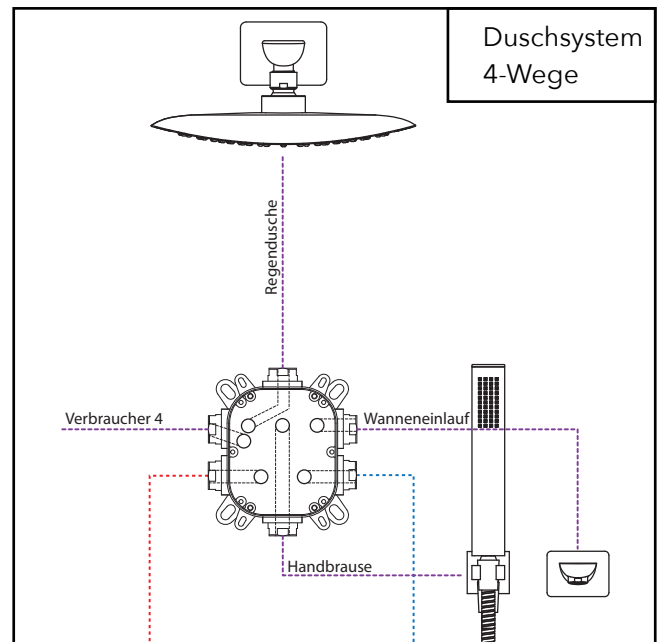 Duschsystem
4-Wege
Regendusche
Verbraucher 4
Wanneneinlauf
Handbrause